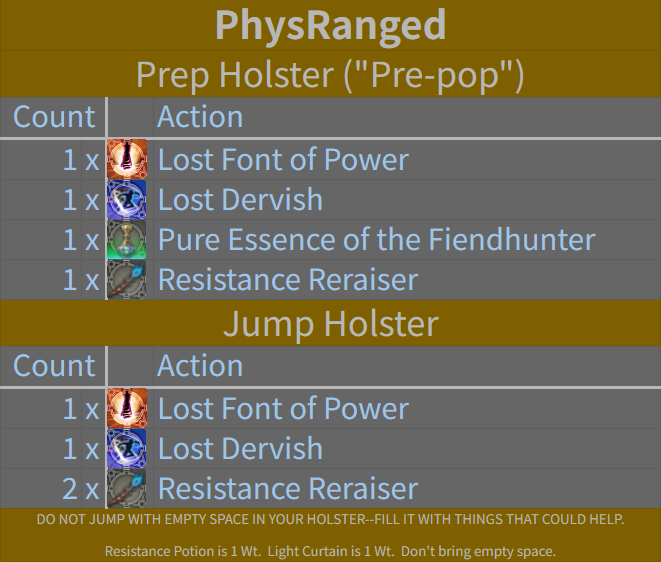 PhysRanged
Prep Holster ("Pre-pop")
Count Action
1 x Lost Font of Power
1 x Lost Dervish
1 x Pure Essence of the Fiendhunter
1 x Resistance Reraiser
Jump Holster
Count Action
1 x Lost Font of Power
1 x Lost Dervish
2 x Resistance Reraiser
DO NOT JUMP WITH EMPTY SPACE IN YOUR HOLSTER--FILL IT WITH THINGS THAT COULD HELP.
Resistance Potion is 1 Wt. Light Curtain is 1 Wt. Don't bring empty space.